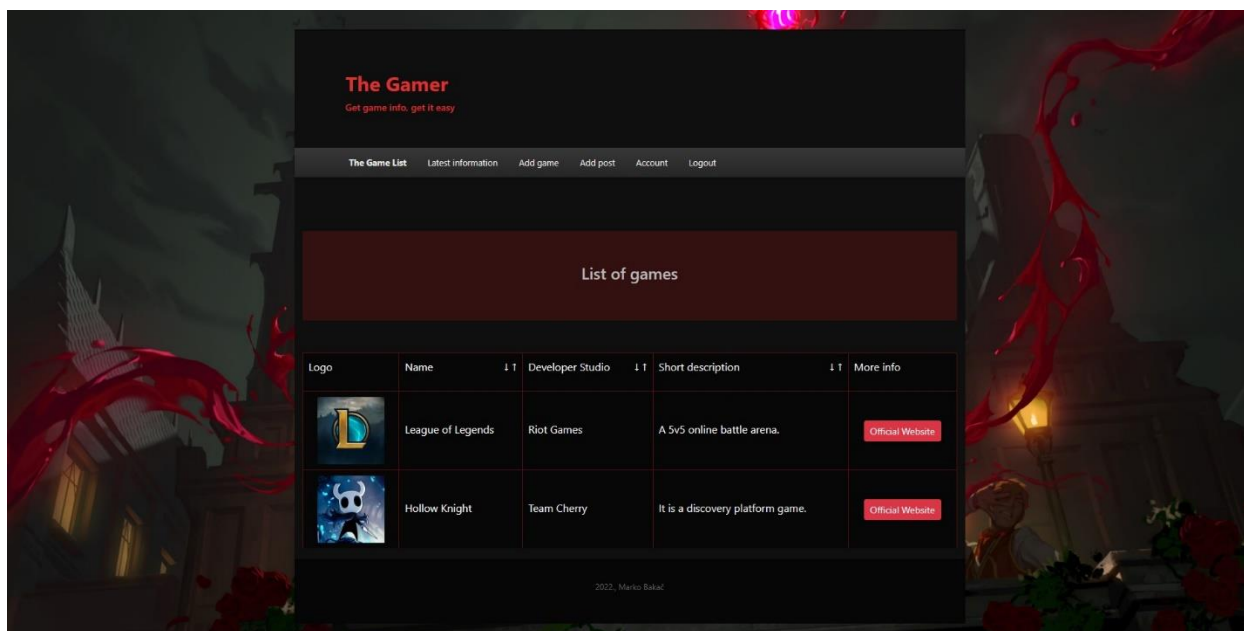 The Gamer
Get game info, get it easy
The Game List Latest information Add game Add post Account Logout
List of games
Logo Name ↓↑ Developer Studio ↓↑ Short description ↓↑ More info
League of Legends Riot Games A 5v5 online battle arena. Official Website
Hollow Knight Team Cherry It is a discovery platform game. Official Website
2022., Marko Bakač